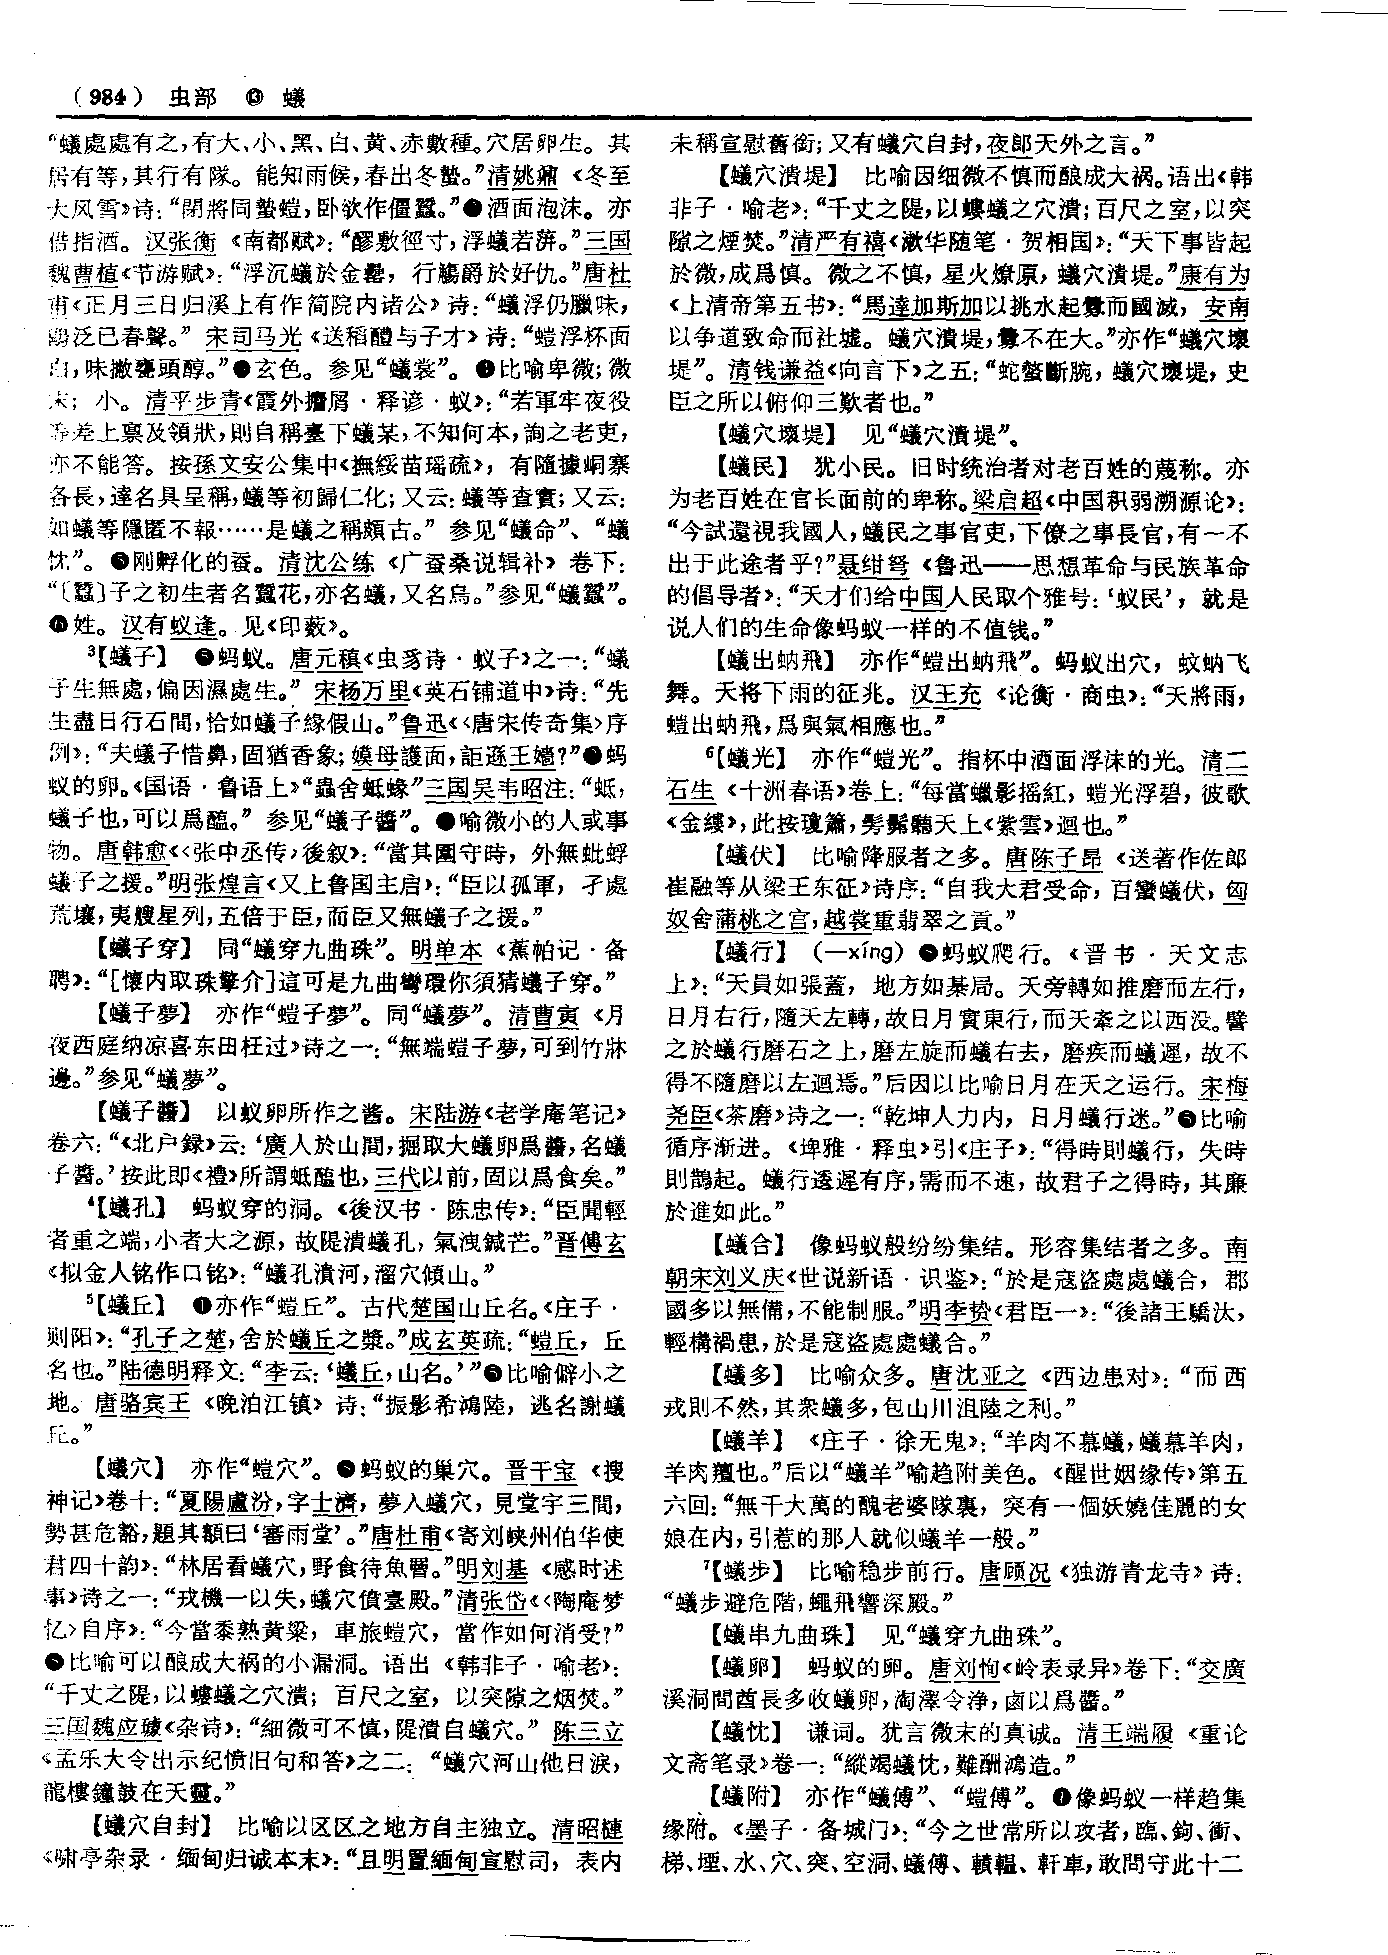 （984） 虫部 ⓭ 蟻
“蟻處處有之，有大、小、黑、白、黄、赤數種。穴居卵生。其
居有等，其行有隊。能知雨候，春出冬蟄。”清姚鼐《冬至
大风雪》诗：“閉將同蟄螘，卧欲作僵蠶。”❷酒面泡沫。亦
借指酒。汉张衡《南都赋》：“醪敷徑寸，浮蟻若蓱。”三国
魏曹植《节游赋》：“浮沉蟻於金罍，行觴爵於好仇。”唐杜
甫《正月三日归溪上有作简院内诸公》诗：“蟻浮仍臘味，
鷗泛已春聲。” 宋司马光《送稻醴与子才》诗：“螘浮杯面
白，味撇甕頭醇。”❸玄色。参见“蟻裳”。❹比喻卑微；微
末；小。清平步青《霞外攟屑·释谚·蚁》：“若軍牢夜役
等差上禀及領狀，則自稱臺下蟻某，不知何本，詢之老吏，
亦不能答。按孫文安公集中《撫綏苗瑶疏》，有隨據峒寨
各長，達名具呈稱，蟻等初歸仁化；又云：蟻等查實；又云：
如蟻等隱匿不報……是蟻之稱頗古。” 参见“蟻命”、“蟻
忱”。❺刚孵化的蚕。清沈公练《广蚕桑说辑补》卷下：
“〔蠶〕子之初生者名蠶花，亦名蟻，又名烏。”参见“蟻蠶”。
❻姓。汉有蚁逢。见《印薮》。
³【蟻子】 ❶蚂蚁。唐元稹《虫豸诗·蚁子》之一：“蟻
子生無處，偏因濕處生。” 宋杨万里《英石铺道中》诗：“先
生盡日行石間，恰如蟻子緣假山。”鲁迅《〈唐宋传奇集〉序
例》：“夫蟻子惜鼻，固猶香象；嫫母護面，詎遜王嬙？”❷蚂
蚁的卵。《国语·鲁语上》“蟲舍蚳蝝”三国吴韦昭注：“蚳，
蟻子也，可以爲醢。” 参见“蟻子醬”。❸喻微小的人或事
物。唐韩愈《〈张中丞传〉後叙》：“當其圍守時，外無蚍蜉
蟻子之援。”明张煌言《又上鲁国主启》：“臣以孤軍，孑處
荒壤，夷艘星列，五倍于臣，而臣又無蟻子之援。”
【蟻子穿】 同“蟻穿九曲珠”。明单本《蕉帕记·备
聘》：“[懷内取珠擎介]這可是九曲彎環你須猜蟻子穿。”
【蟻子夢】 亦作“螘子夢”。同“蟻夢”。清曹寅《月
夜西庭纳凉喜东田枉过》诗之一：“無端螘子夢，可到竹牀
邊。”参见“蟻夢”。
【蟻子醬】 以蚁卵所作之酱。宋陆游《老学庵笔记》
卷六：“《北户録》云：‘廣人於山間，掘取大蟻卵爲醬，名蟻
子醬。’按此即《禮》所謂蚳醢也，三代以前，固以爲食矣。”
⁴【蟻孔】 蚂蚁穿的洞。《後汉书·陈忠传》：“臣聞輕
者重之端，小者大之源，故隄潰蟻孔，氣洩鍼芒。”晋傅玄
《拟金人铭作口铭》：“蟻孔潰河，溜穴傾山。”
⁵【蟻丘】 ❶亦作“螘丘”。古代楚国山丘名。《庄子·
则阳》：“孔子之楚，舍於蟻丘之漿。”成玄英疏：“螘丘，丘
名也。”陆德明释文：“李云：‘蟻丘，山名。’”❷比喻僻小之
地。唐骆宾王《晚泊江镇》诗：“振影希鴻陸，逃名謝蟻
丘。”
【蟻穴】 亦作“螘穴”。❶蚂蚁的巢穴。晋干宝《搜
神记》卷十：“夏陽盧汾，字士濟，夢入蟻穴，見堂宇三間，
勢甚危豁，題其額曰‘審雨堂’。”唐杜甫《寄刘峡州伯华使
君四十韵》：“林居看蟻穴，野食待魚罾。”明刘基《感时述
事》诗之一：“戎機一以失，蟻穴僨臺殿。”清张岱《〈陶庵梦
忆〉自序》：“今當黍熟黄粱，車旅螘穴，當作如何消受？”
❷比喻可以酿成大祸的小漏洞。语出《韩非子·喻老》：
“千丈之隄，以螻蟻之穴潰；百尺之室，以突隙之烟焚。”
三国魏应璩《杂诗》：“細微可不慎，隄潰自蟻穴。” 陈三立
《孟乐大令出示纪愤旧句和答》之二：“蟻穴河山他日淚，
龍樓鐘鼓在天靈。”
【蟻穴自封】 比喻以区区之地方自主独立。清昭梿
《啸亭杂录·缅甸归诚本末》：“且明置緬甸宣慰司，表内
未稱宣慰舊銜；又有蟻穴自封，夜郎天外之言。”
【蟻穴潰堤】 比喻因细微不慎而酿成大祸。语出《韩
非子·喻老》：“千丈之隄，以螻蟻之穴潰；百尺之室，以突
隙之煙焚。”清严有禧《漱华随笔·贺相国》：“天下事皆起
於微，成爲慎。微之不慎，星火燎原，蟻穴潰堤。”康有为
《上清帝第五书》：“馬達加斯加以挑水起釁而國滅，安南
以争道致命而社墟。蟻穴潰堤，釁不在大。”亦作“蟻穴壞
堤”。清钱谦益《向言下》之五：“蛇螫斷腕，蟻穴壞堤，史
臣之所以俯仰三歎者也。”
【蟻穴壞堤】 见“蟻穴潰堤”。
【蟻民】 犹小民。旧时统治者对老百姓的蔑称。亦
为老百姓在官长面前的卑称。梁启超《中国积弱溯源论》：
“今試還視我國人，蟻民之事官吏，下僚之事長官，有一不
出于此途者乎？”聂绀弩《鲁迅——思想革命与民族革命
的倡导者》：“天才们给中国人民取个雅号：‘蚁民’，就是
说人们的生命像蚂蚁一样的不值钱。”
【蟻出蚋飛】 亦作“螘出蚋飛”。蚂蚁出穴，蚊蚋飞
舞。天将下雨的征兆。汉王充《论衡·商虫》：“天將雨，
螘出蚋飛，爲與氣相應也。”
⁶【蟻光】 亦作“螘光”。指杯中酒面浮沫的光。清二
石生《十洲春语》卷上：“每當蠟影摇紅，螘光浮碧，彼歌
《金縷》，此按瓊簫，髣髴聽天上《紫雲》迴也。”
【蟻伏】 比喻降服者之多。唐陈子昂《送著作佐郎
崔融等从梁王东征》诗序：“自我大君受命，百蠻蟻伏，匈
奴舍蒲桃之宫，越裳重翡翠之貢。”
【蟻行】 （—xíng）❶蚂蚁爬行。《晋书·天文志
上》：“天員如張蓋，地方如棊局。天旁轉如推磨而左行，
日月右行，隨天左轉，故日月實東行，而天牽之以西没。譬
之於蟻行磨石之上，磨左旋而蟻右去，磨疾而蟻遲，故不
得不隨磨以左迴焉。”后因以比喻日月在天之运行。宋梅
尧臣《茶磨》诗之一：“乾坤人力内，日月蟻行迷。”❷比喻
循序渐进。《埤雅·释虫》引《庄子》：“得時則蟻行，失時
則鵲起。蟻行逶遲有序，需而不速，故君子之得時，其廉
於進如此。”
【蟻合】 像蚂蚁般纷纷集结。形容集结者之多。南
朝宋刘义庆《世说新语·识鉴》：“於是寇盗處處蟻合，郡
國多以無備，不能制服。”明李贽《君臣一》：“後諸王驕汰，
輕構禍患，於是寇盗處處蟻合。”
【蟻多】 比喻众多。唐沈亚之《西边患对》：“而西
戎則不然，其衆蟻多，包山川沮陸之利。”
【蟻羊】 《庄子·徐无鬼》：“羊肉不慕蟻，蟻慕羊肉，
羊肉羶也。”后以“蟻羊”喻趋附美色。《醒世姻缘传》第五
六回：“無干大萬的醜老婆隊裏，突有一個妖嬈佳麗的女
娘在内，引惹的那人就似蟻羊一般。”
⁷【蟻步】 比喻稳步前行。唐顾况《独游青龙寺》诗：
“蟻步避危階，蠅飛響深殿。”
【蟻串九曲珠】 见“蟻穿九曲珠”。
【蟻卵】 蚂蚁的卵。唐刘恂《岭表录异》卷下：“交廣
溪洞間酋長多收蟻卵，淘澤令浄，鹵以爲醬。”
【蟻忱】 谦词。犹言微末的真诚。清王端履《重论
文斋笔录》卷一：“縱竭蟻忱，難酬鴻造。”
【蟻附】 亦作“蟻傅”、“螘傅”。❶像蚂蚁一样趋集
缘附。《墨子·备城门》：“今之世常所以攻者，臨、鉤、衝、
梯、堙、水、穴、突、空洞、蟻傅、轒輼、軒車，敢問守此十二